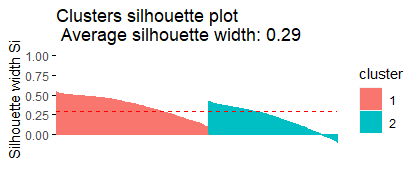 Clusters silhouette plot
Average silhouette width: 0.29
Silhouette width Si
1.00
0.75
0.50
0.25
0.00
cluster
1
2